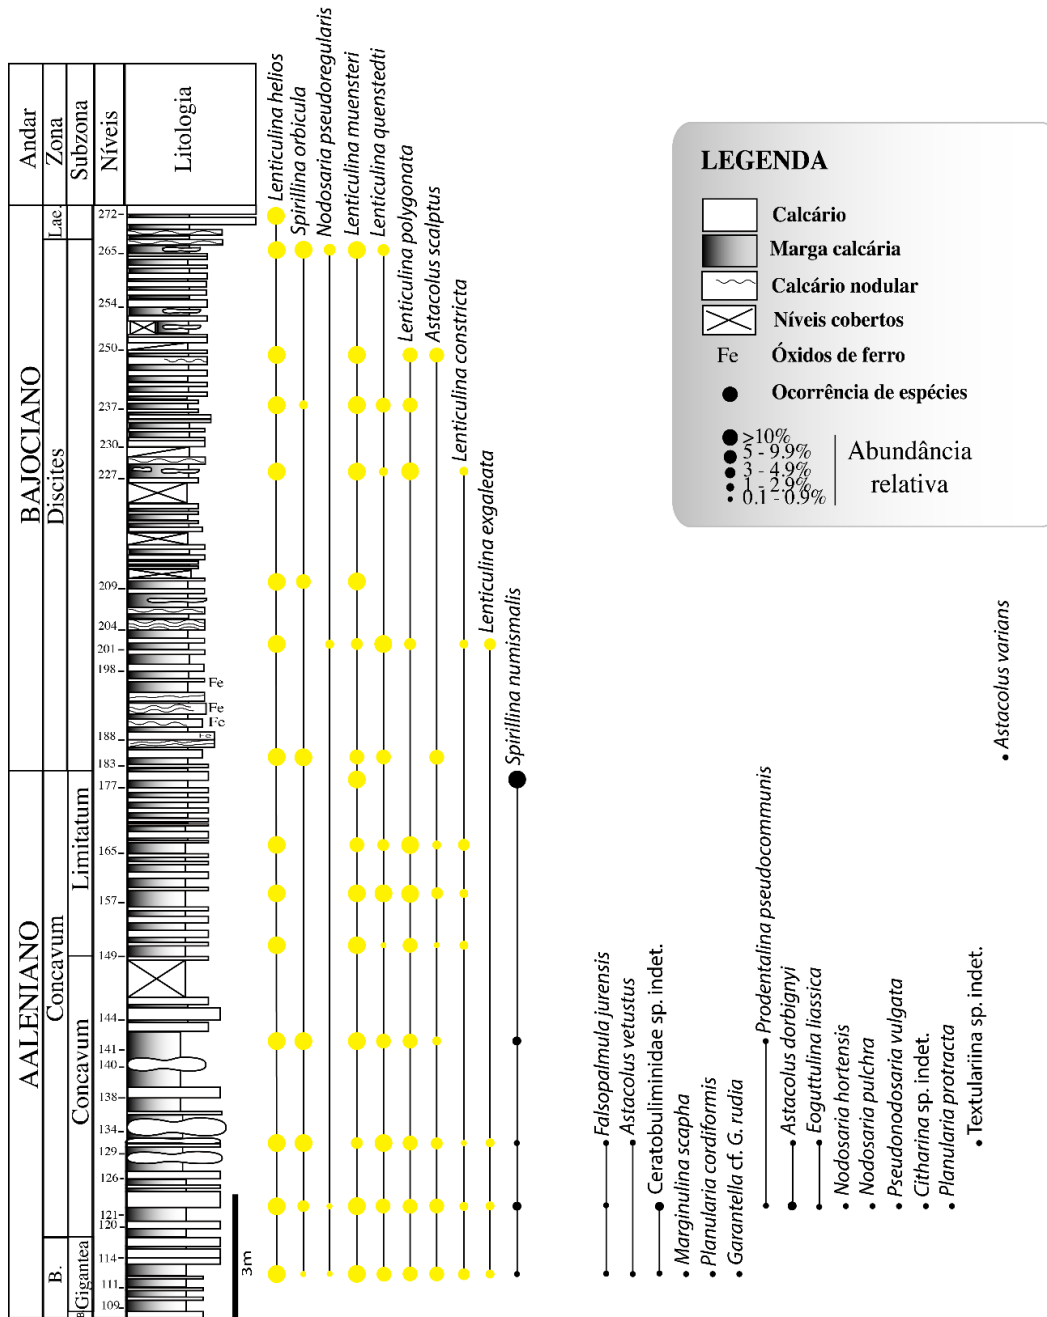 Andar
Zona
Subzona
Níveis
Litologia
BAJOCIANO
AALENIANO
Lae.
Discites
Concavum
B.
Limitatum
Concavum
Gigantea
B
272
265
254
250
237
230
227
209
204
201
198
188
183
177
165
157
149
144
141
140
138
134
129
126
121
120
114
111
109
Fe
Fe
Fe
Fe
3m
Lenticulina helios
Spirilina orbicula
Nodosaria pseudoregularis
Lenticulina muensteri
Lenticulina quenstedti
Lenticulina polygonata
Astacolus scalptus
Lenticulina constricta
Lenticulina exgaleata
Spirillina numismalis
Falsopalmula jurensis
Astacolus vetustus
Ceratobuliminidae sp. indet.
Marginulina scapha
Planularia cordiformis
Garantella cf. G. rudia
Prodentalina pseudocommunis
Astacolus dorbignyi
Eoguttulina liassica
Nodosaria hortensis
Nodosaria pulchra
Pseudonodosaria vulgata
Citharina sp. indet.
Planularia protracta
Textulariina sp. indet.
Astacolus varians
LEGENDA
Calcário
Marga calcária
Calcário nodular
Níveis cobertos
Fe Óxidos de ferro
Ocorrência de espécies
>10%
5 - 9.9%
3 - 4.9%
1 - 2.9%
0.1 - 0.9%
Abundância
relativa